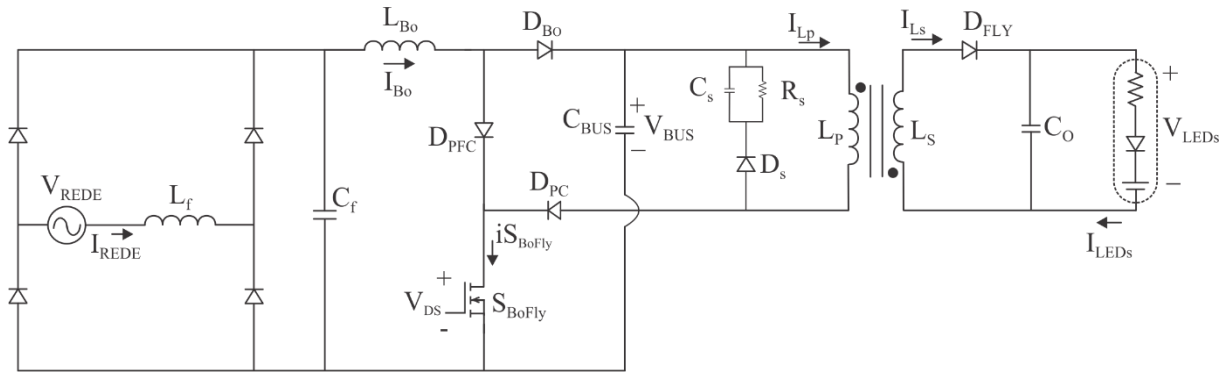 L_Bo
I_Bo
D_Bo
I_Lp
I_Ls
D_FLY
V_REDE
L_f
I_REDE
C_f
D_PFC
C_BUS
+
V_BUS
−
C_s
R_s
D_s
L_P
L_S
C_O
+
V_LEDs
−
I_LEDs
D_PC
iS_BoFly
+
V_DS
-
S_BoFly